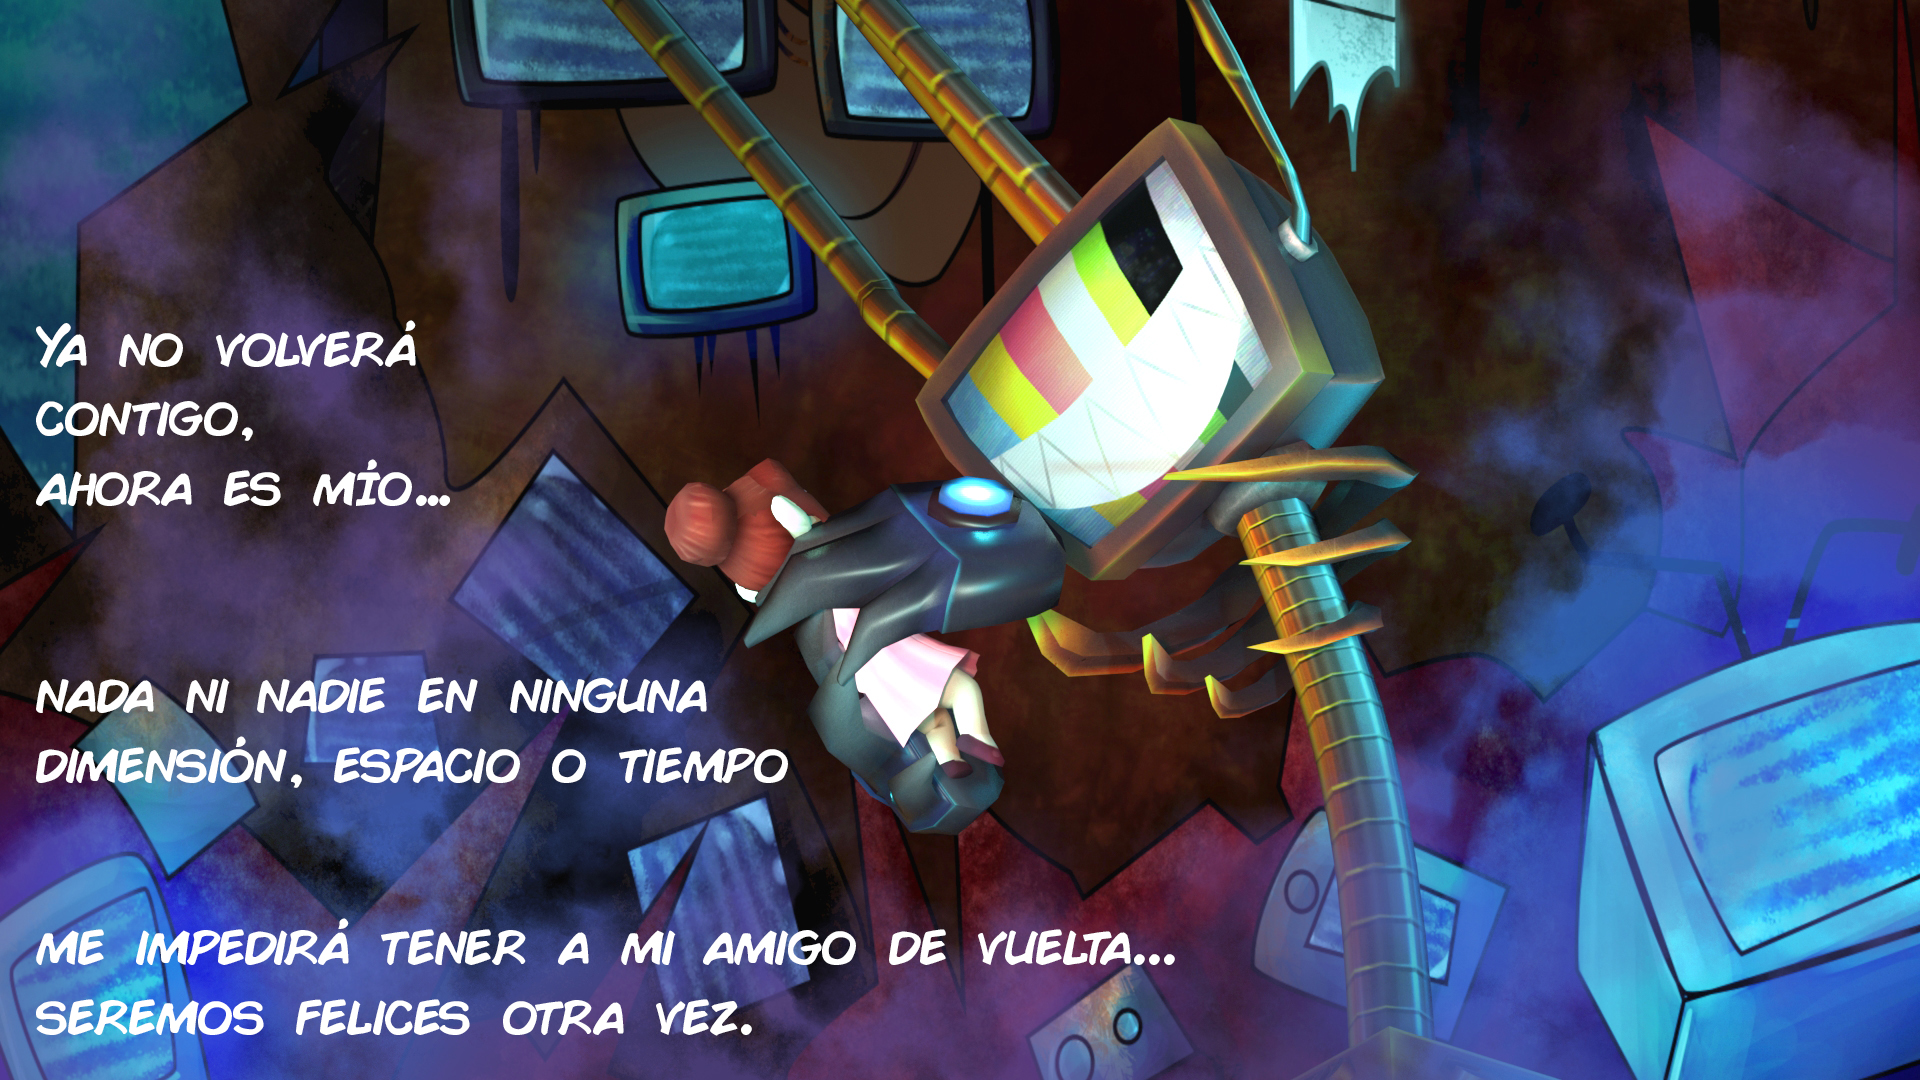 Ya no volverá
contigo,
ahora es mío...
nada ni nadie en ninguna
dimensión, espacio o tiempo
me impedirá tener a mi amigo de vuelta...
seremos felices otra vez.